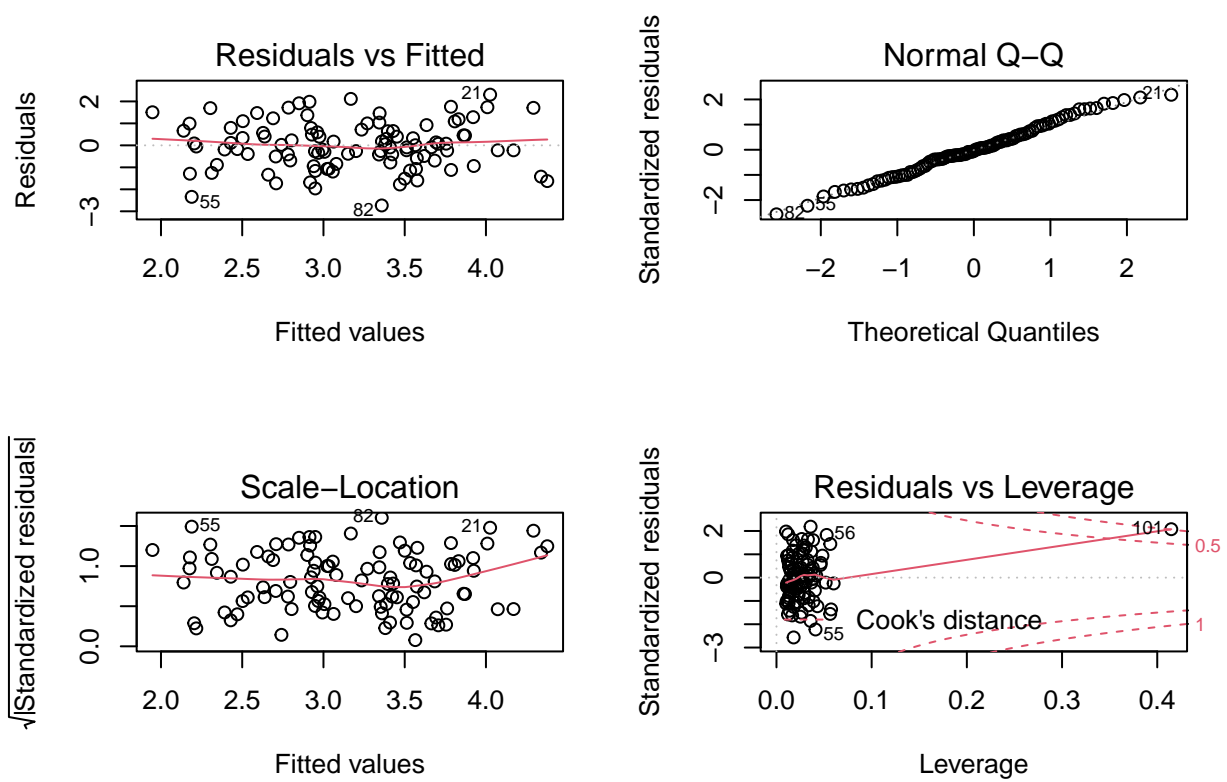 Residuals vs Fitted
Residuals
2
0
−3
21
55
82
2.0 2.5 3.0 3.5 4.0
Fitted values
Normal Q−Q
Standardized residuals
2
0
−2
21
55
82
−2 −1 0 1 2
Theoretical Quantiles
Scale−Location
√|Standardized residuals|
1.0
0.0
55
82
21
2.0 2.5 3.0 3.5 4.0
Fitted values
Residuals vs Leverage
Standardized residuals
2
0
−3
56
101
0.5
Cook's distance
55
1
0.0 0.1 0.2 0.3 0.4
Leverage